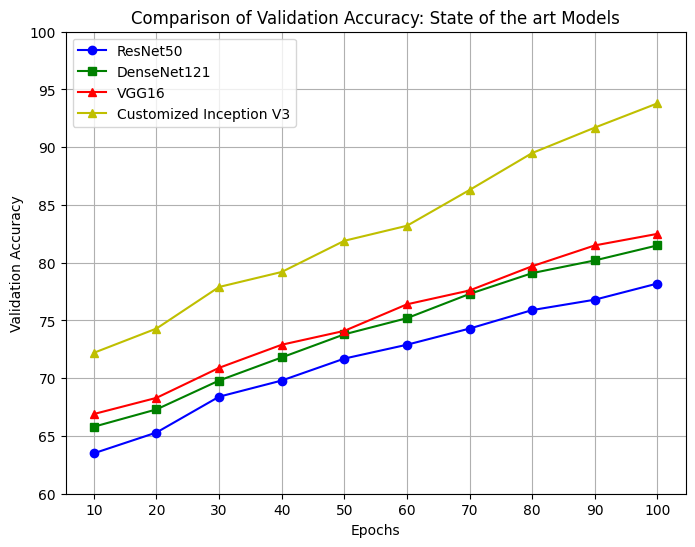 Comparison of Validation Accuracy: State of the art Models
100
95
90
85
80
75
70
65
60
Validation Accuracy
ResNet50
DenseNet121
VGG16
Customized Inception V3
10 20 30 40 50 60 70 80 90 100
Epochs